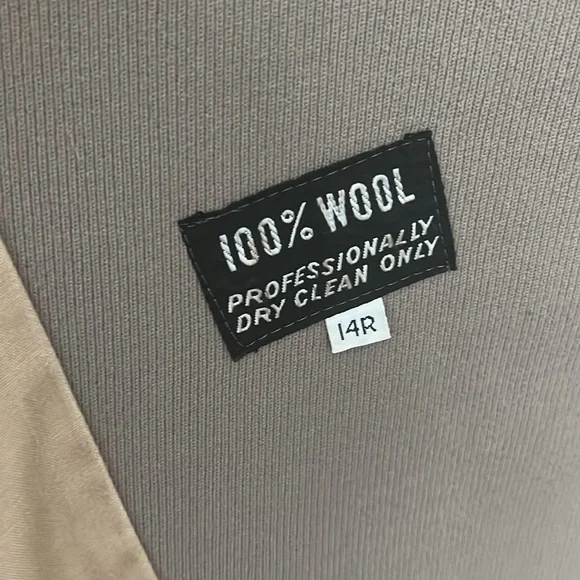 100% WOOL
PROFESSIONALLY
DRY CLEAN ONLY
14R